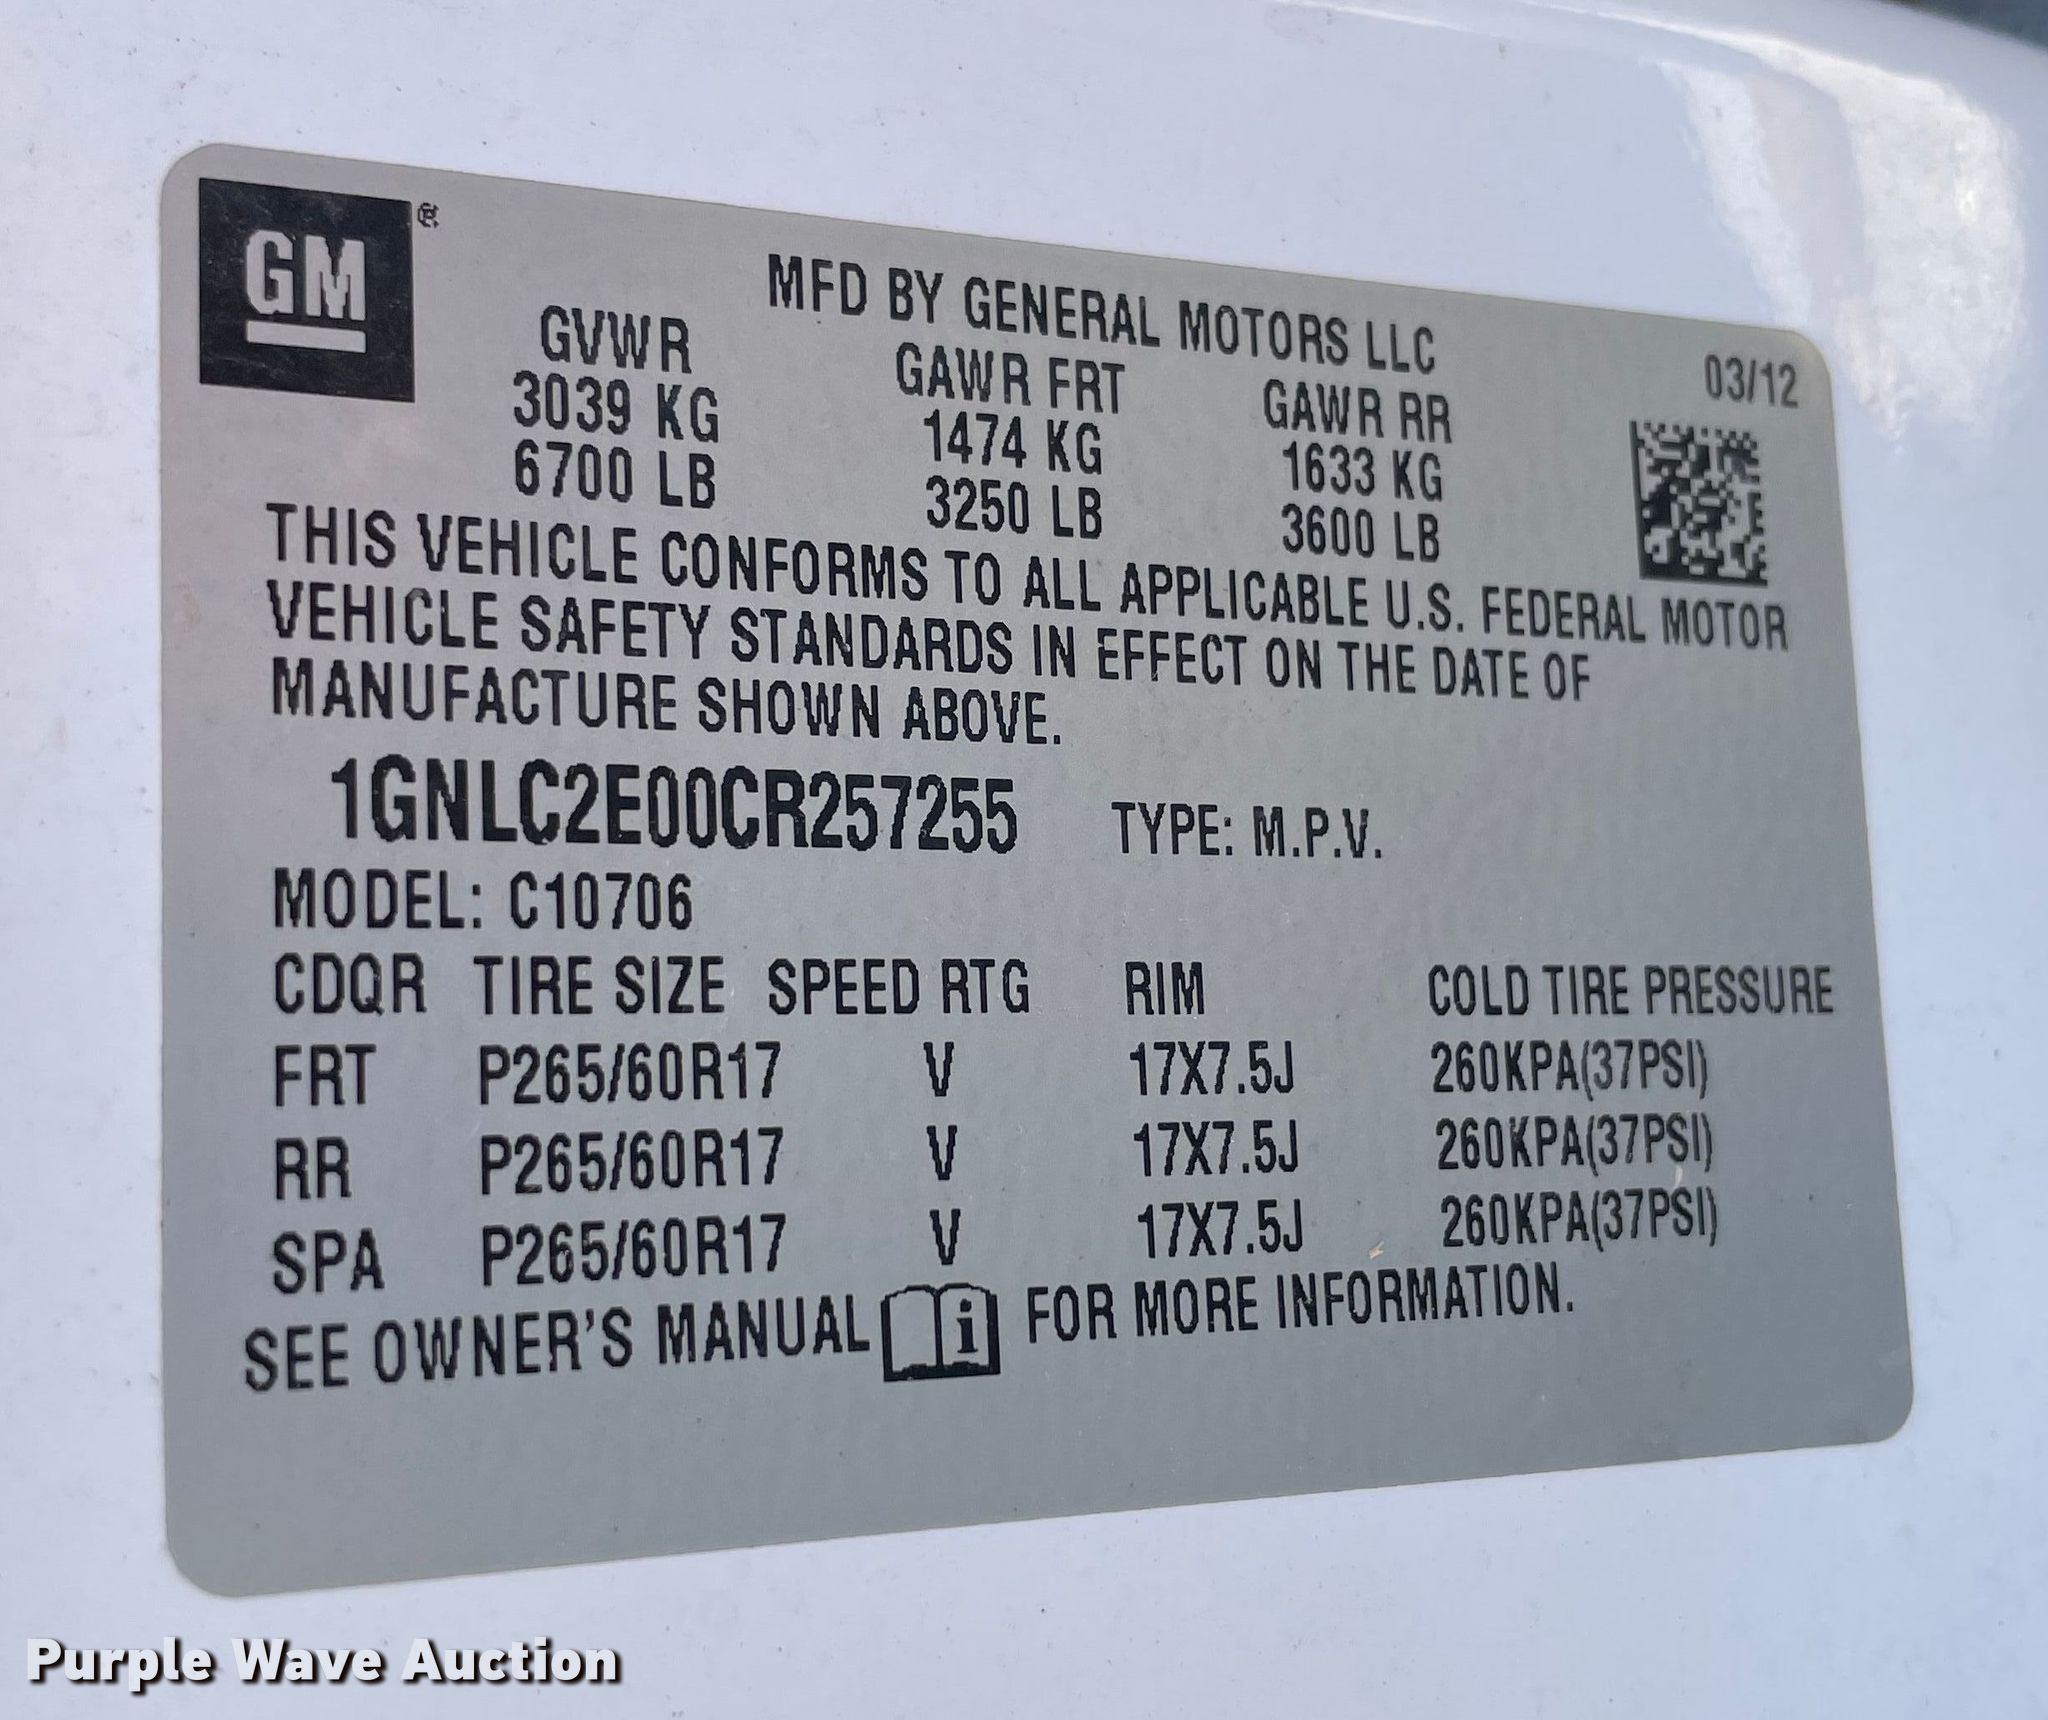 GM ®
MFD BY GENERAL MOTORS LLC
03/12
GVWR GAWR FRT GAWR RR
3039 KG 1474 KG 1633 KG
6700 LB 3250 LB 3600 LB
THIS VEHICLE CONFORMS TO ALL APPLICABLE U.S. FEDERAL MOTOR
VEHICLE SAFETY STANDARDS IN EFFECT ON THE DATE OF
MANUFACTURE SHOWN ABOVE.
1GNLC2E00CR257255 TYPE: M.P.V.
MODEL: C10706
CDQR TIRE SIZE SPEED RTG RIM COLD TIRE PRESSURE
FRT P265/60R17 V 17X7.5J 260KPA(37PSI)
RR P265/60R17 V 17X7.5J 260KPA(37PSI)
SPA P265/60R17 V 17X7.5J 260KPA(37PSI)
SEE OWNER'S MANUAL i FOR MORE INFORMATION.
Purple Wave Auction